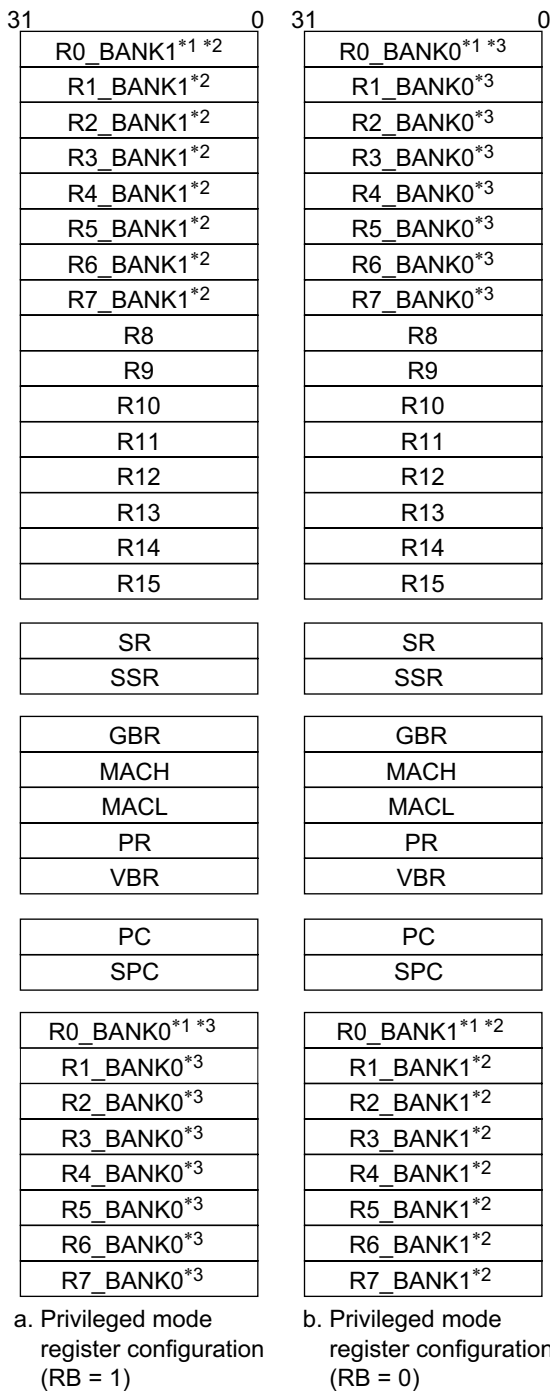 31 0
R0_BANK1*1 *2
R1_BANK1*2
R2_BANK1*2
R3_BANK1*2
R4_BANK1*2
R5_BANK1*2
R6_BANK1*2
R7_BANK1*2
R8
R9
R10
R11
R12
R13
R14
R15
SR
SSR
GBR
MACH
MACL
PR
VBR
PC
SPC
R0_BANK0*1 *3
R1_BANK0*3
R2_BANK0*3
R3_BANK0*3
R4_BANK0*3
R5_BANK0*3
R6_BANK0*3
R7_BANK0*3
a. Privileged mode
register configuration
(RB = 1)
31 0
R0_BANK0*1 *3
R1_BANK0*3
R2_BANK0*3
R3_BANK0*3
R4_BANK0*3
R5_BANK0*3
R6_BANK0*3
R7_BANK0*3
R8
R9
R10
R11
R12
R13
R14
R15
SR
SSR
GBR
MACH
MACL
PR
VBR
PC
SPC
R0_BANK1*1 *2
R1_BANK1*2
R2_BANK1*2
R3_BANK1*2
R4_BANK1*2
R5_BANK1*2
R6_BANK1*2
R7_BANK1*2
b. Privileged mode
register configuration
(RB = 0)